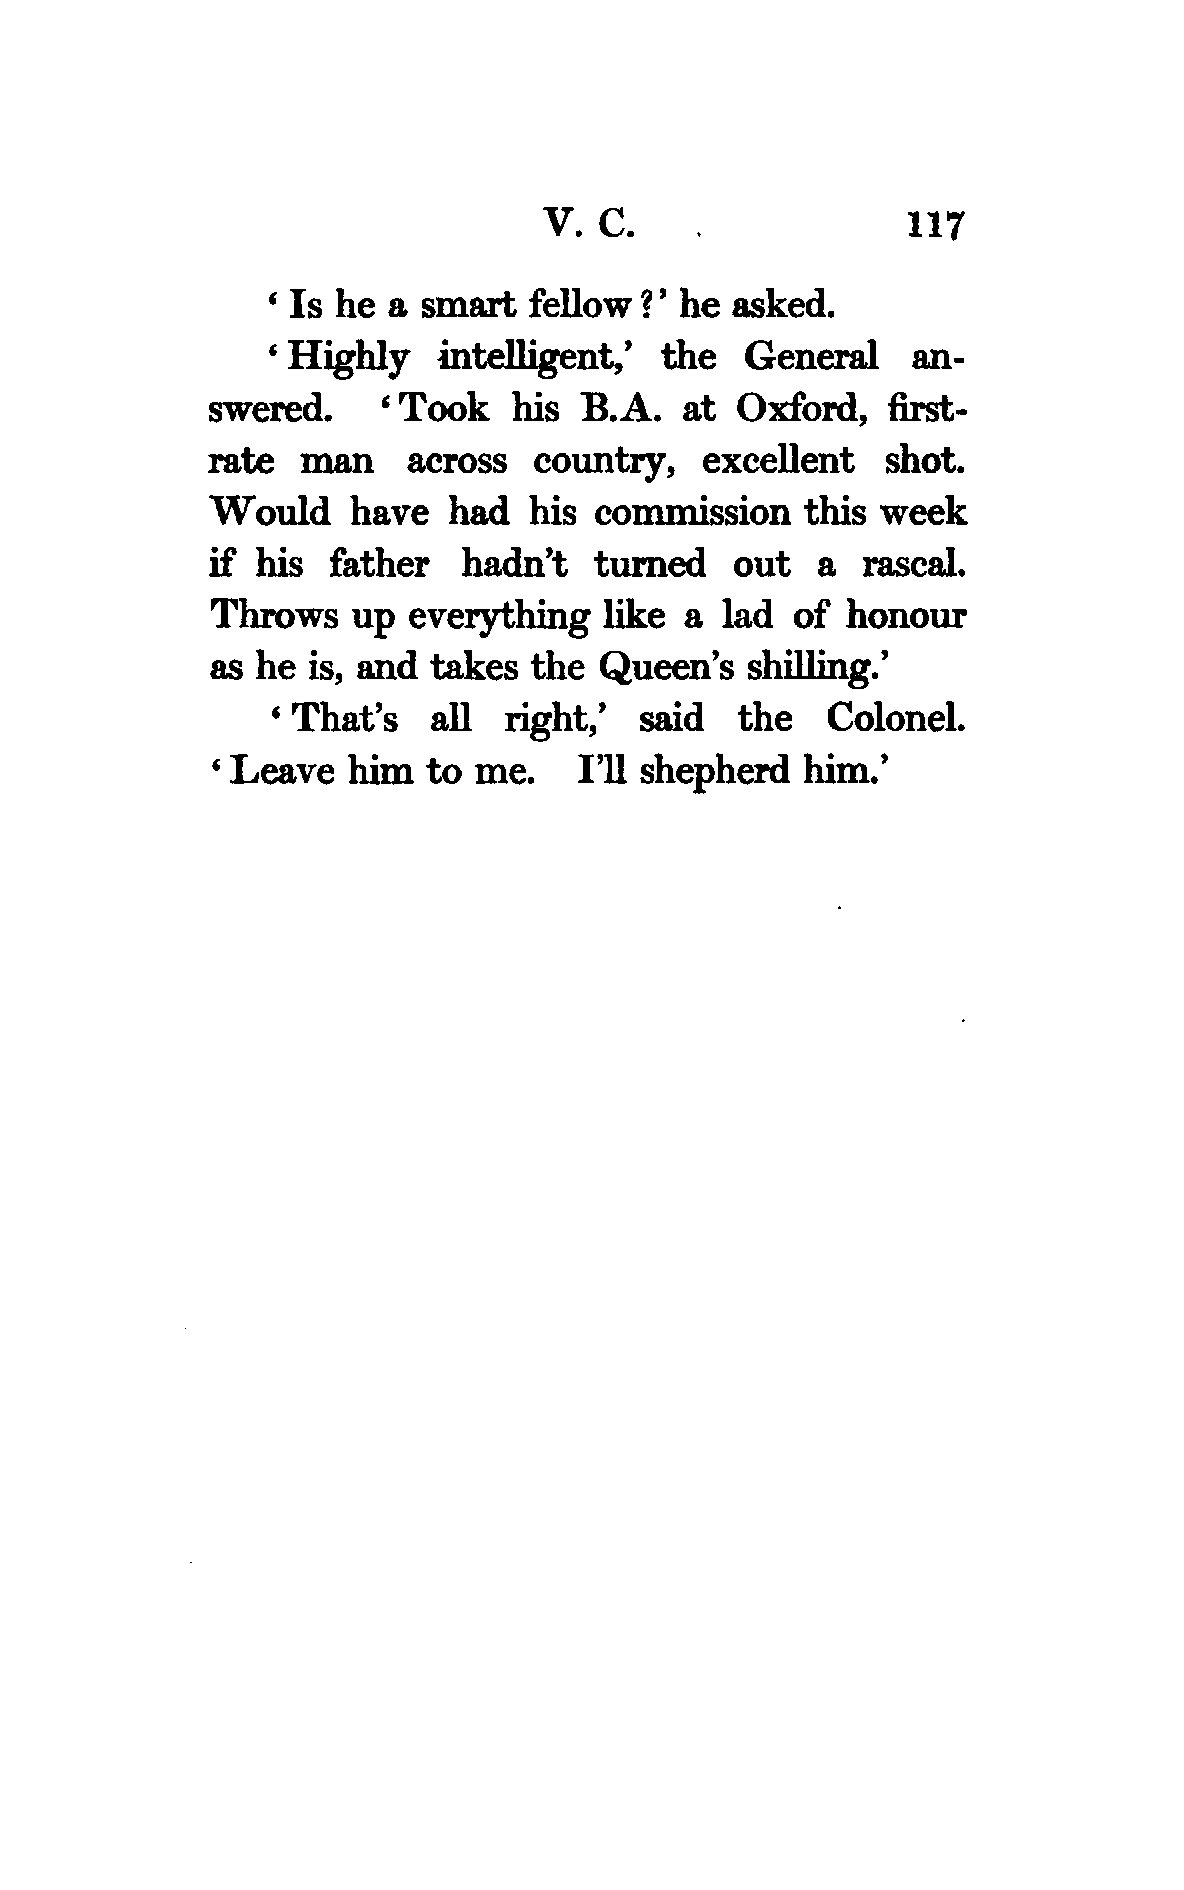 V. C. 117
‘Is he a smart fellow?’ he asked.
‘Highly intelligent,’ the General an-
swered. ‘Took his B.A. at Oxford, first-
rate man across country, excellent shot.
Would have had his commission this week
if his father hadn’t turned out a rascal.
Throws up everything like a lad of honour
as he is, and takes the Queen’s shilling.’
‘That’s all right,’ said the Colonel.
‘Leave him to me. I’ll shepherd him.’